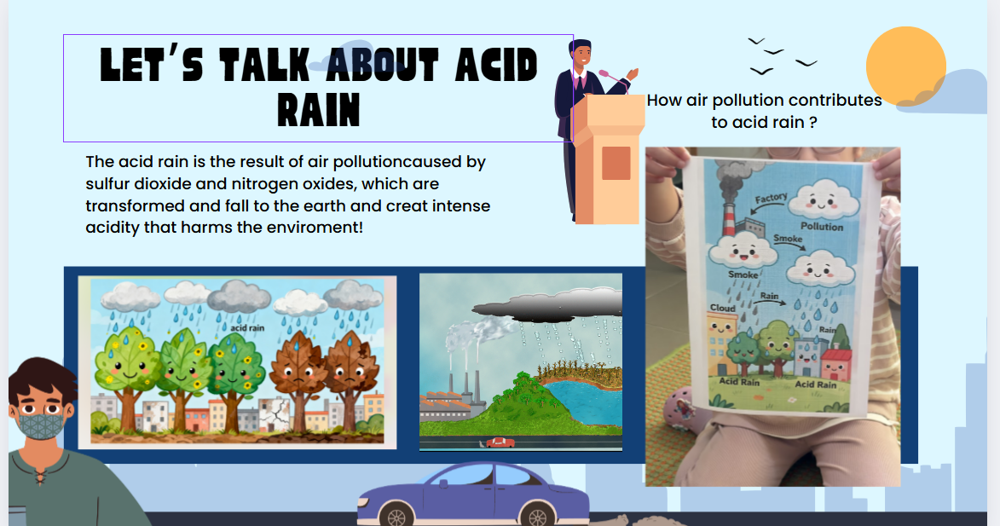 LET'S TALK ABOUT ACID
RAIN
The acid rain is the result of air pollutioncaused by
sulfur dioxide and nitrogen oxides, which are
transformed and fall to the earth and creat intense
acidity that harms the enviroment!
How air pollution contributes
to acid rain ?
acid rain
Factory
Pollution
Smoke
Smoke
Rain
Cloud
Rain
Acid Rain
Acid Rain